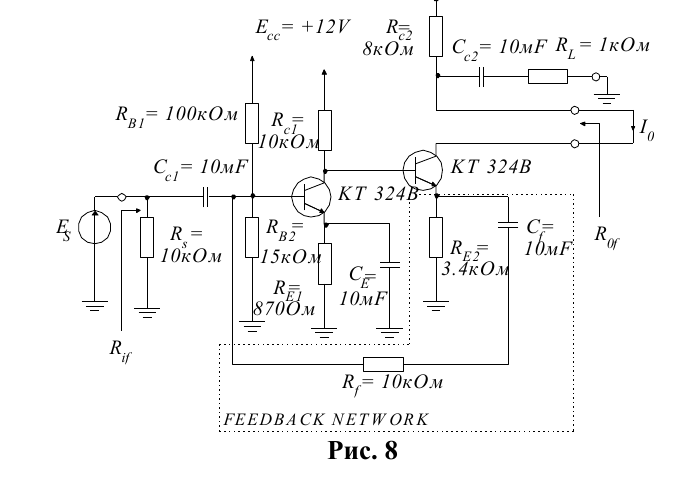 E_cc = +12V
R_c2=
8кОм
C_c2 = 10мF
R_L = 1кОм
R_B1 = 100кОм
R_c1=
10кОм
I_0
C_c1 = 10мF
KT 324B
KT 324B
E_S
R_s =
10кОм
R_B2=
15кОм
R_E1=
870Ом
C_E=
10мF
R_E2=
3.4кОм
C_f=
10мF
R_0f
R_if
R_f = 10кОм
FEEDBACK NETWORK
Рис. 8